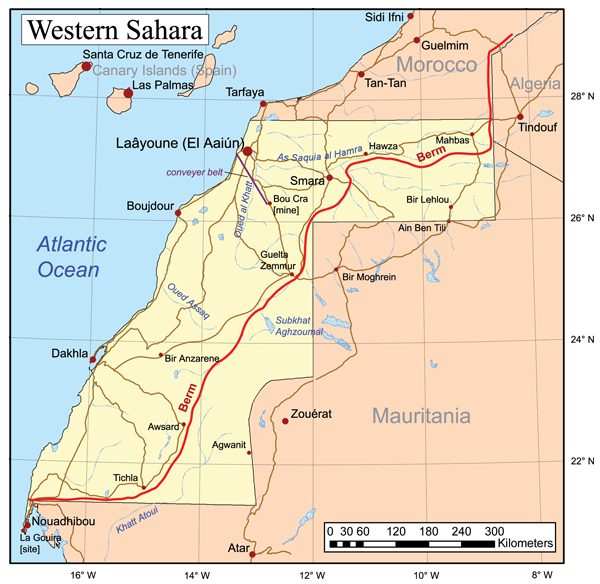 Western Sahara
Sidi Ifni
Guelmim
Santa Cruz de Tenerife
Morocco
Canary Islands (Spain)
Tan-Tan
Algeria
Las Palmas
Tarfaya
28°N
Tindouf
Mahbas
Laâyoune (El Aaiún)
Hawza
As Saquia al Hamra
Berm
conveyer belt
Smara
Oued al Khatt
Bou Cra
[mine]
Bir Lehlou
Boujdour
26°N
Ain Ben Tili
Atlantic
Ocean
Guelta
Zemmur
Bir Moghrein
Oued Assaq
Subkhat
Aghzoumal
24°N
Dakhla
Bir Anzarene
Berm
Zouérat
Mauritania
Awsard
Agwanit
22°N
Tichla
Nouadhibou
Khatt Atoui
La Gouira
[site]
Atar
0 30 60 120 180 240 300
Kilometers
16°W
14°W
12°W
10°W
8°W